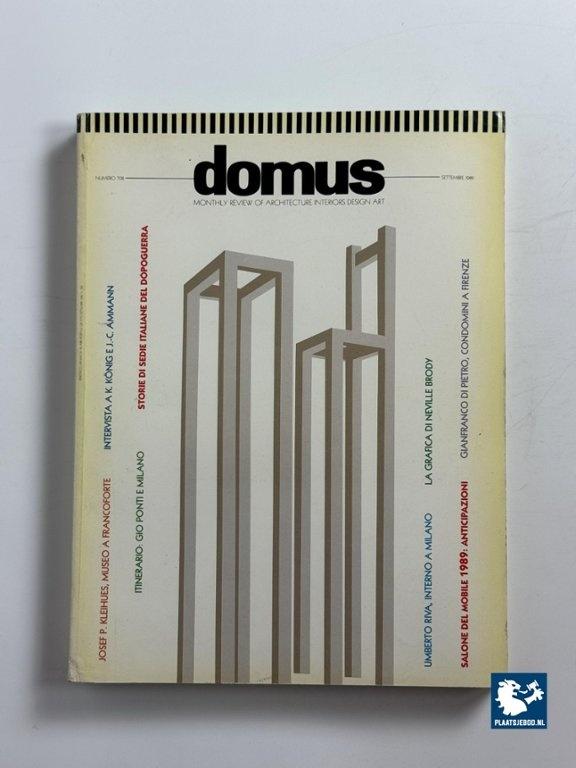 NUMERO 708
domus
SETTEMBRE 1989
MONTHLY REVIEW OF ARCHITECTURE INTERIORS DESIGN ART
JOSEF P. KLEIHUES, MUSEO A FRANCOFORTE
INTERVISTA A K. KÖNIG E J.-C. AMMANN
ITINERARIO: GIO PONTI E MILANO
STORIE DI SEDIE ITALIANE DEL DOPOGUERRA
UMBERTO RIVA, INTERNO A MILANO
LA GRAFICA DI NEVILLE BRODY
SALONE DEL MOBILE 1989: ANTICIPAZIONI
GIANFRANCO DI PIETRO, CONDOMINI A FIRENZE
PLAATSJEBOD.NL